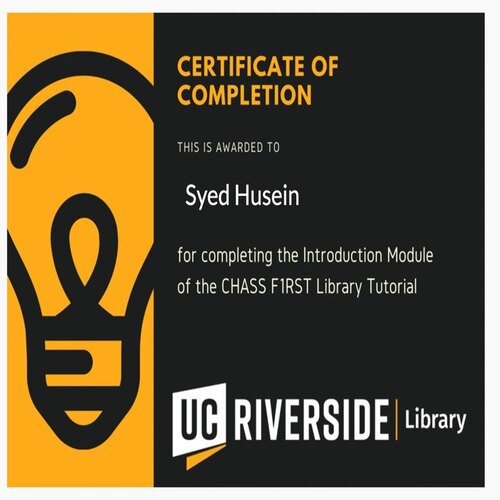 CERTIFICATE OF
COMPLETION
THIS IS AWARDED TO
Syed Husein
for completing the Introduction Module
of the CHASS F1RST Library Tutorial
UC RIVERSIDE | Library